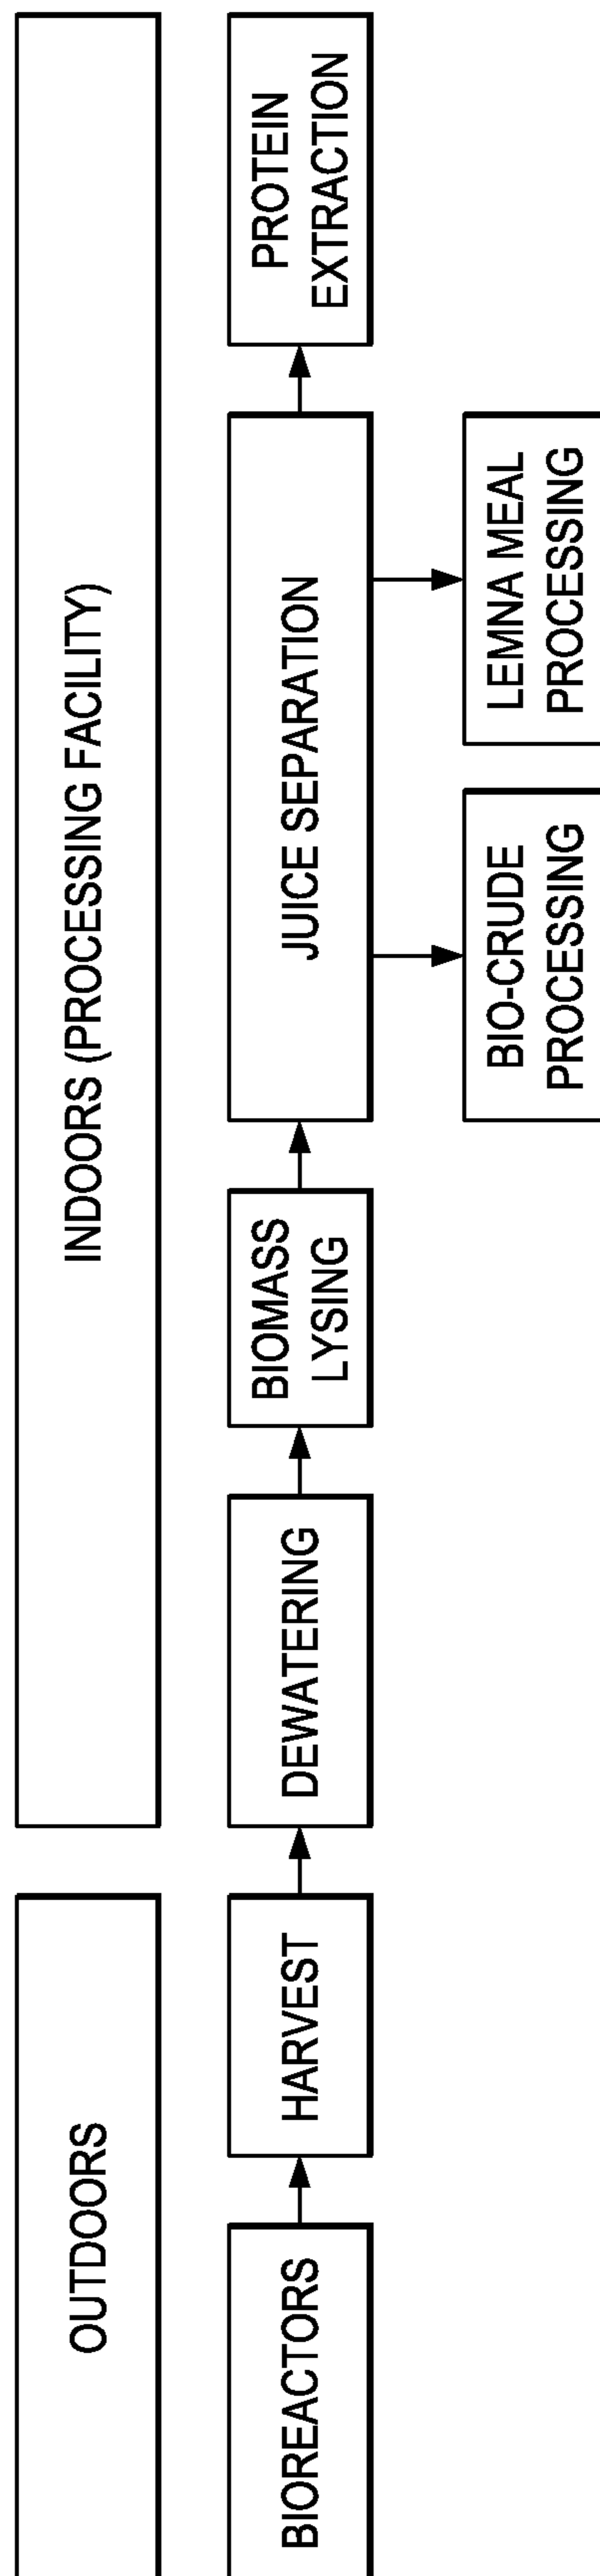 OUTDOORS
INDOORS (PROCESSING FACILITY)
BIOREACTORS
HARVEST
DEWATERING
BIOMASS
LYSING
JUICE SEPARATION
PROTEIN
EXTRACTION
BIO-CRUDE
PROCESSING
LEMNA MEAL
PROCESSING